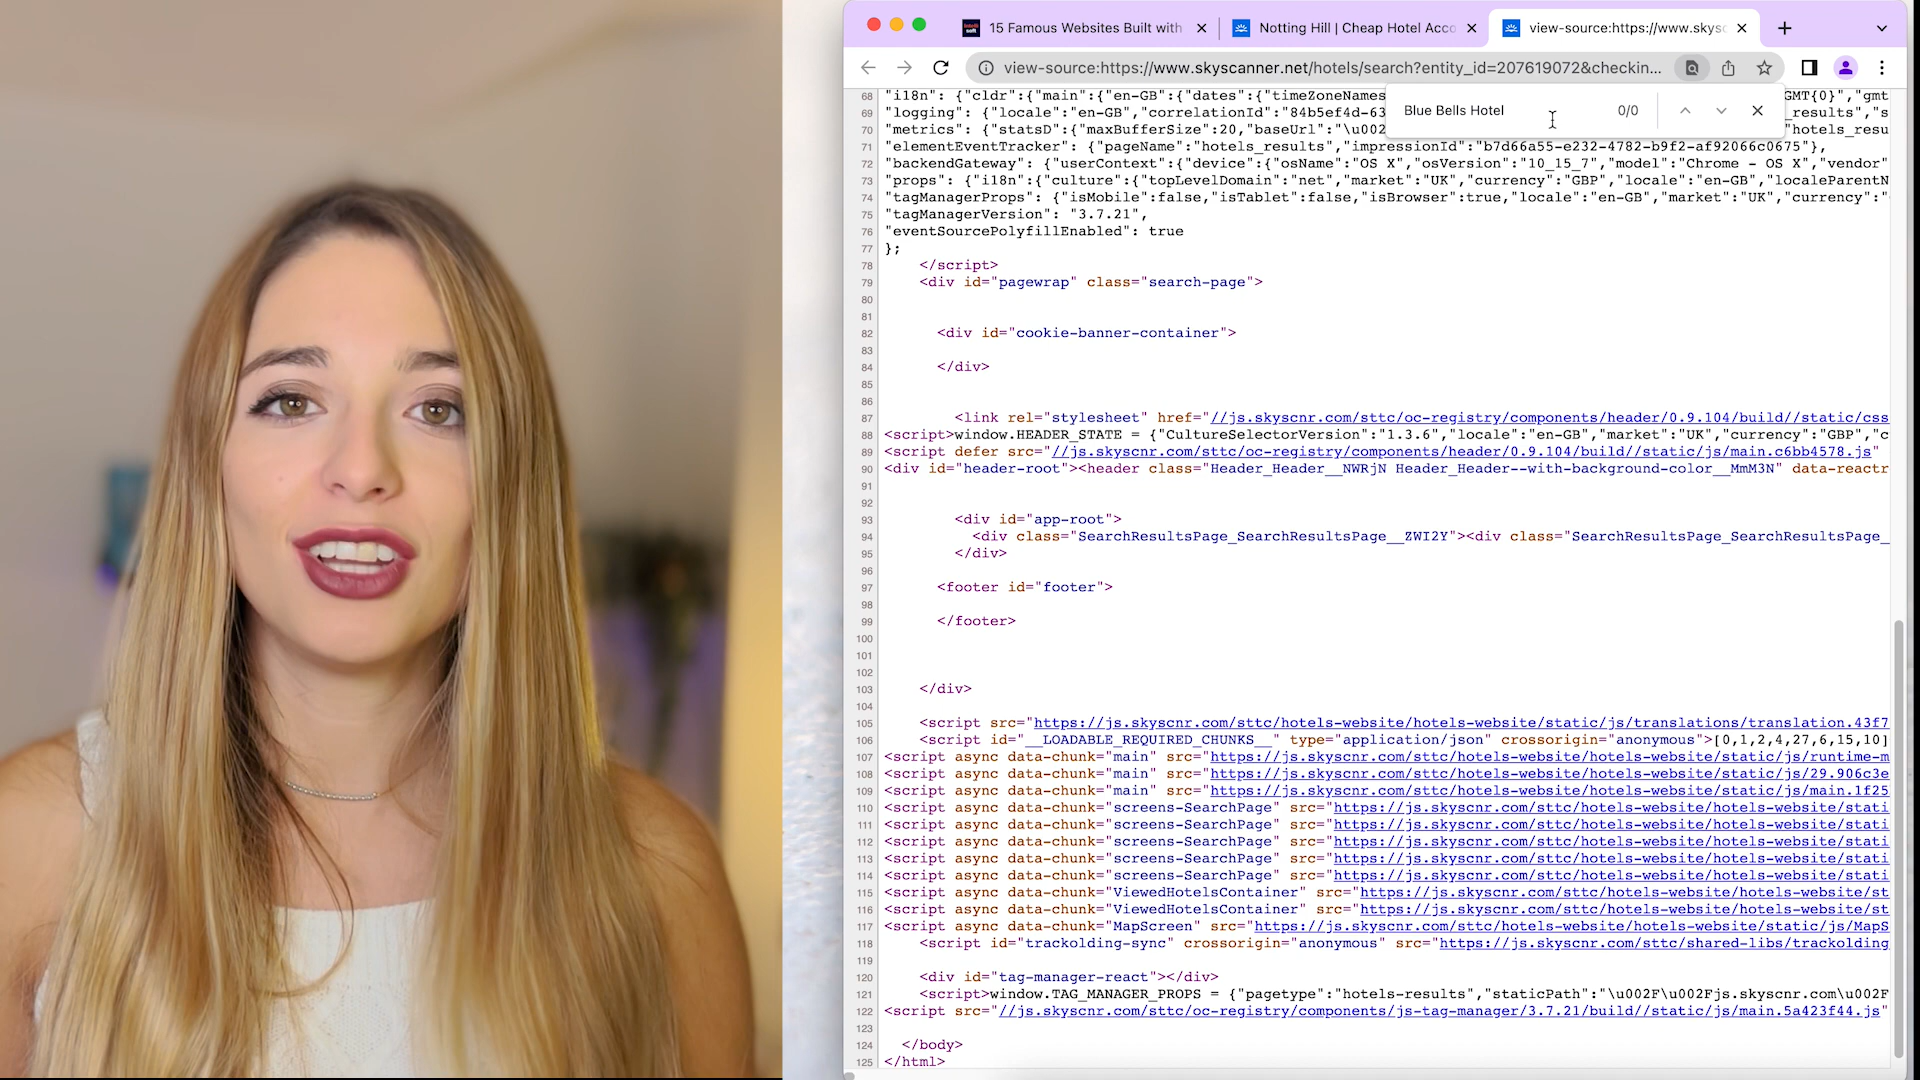 15 Famous Websites Built with
Notting Hill | Cheap Hotel Acco
view-source:https://www.skysc
view-source:https://www.skyscanner.net/hotels/search?entity_id=207619072&checkin...
Blue Bells Hotel
0/0
68 "i18n": {"cldr":{"main":{"en-GB":{"dates":{"timeZoneNames GMT{0}","gmt
69 "logging": {"locale":"en-GB","correlationId":"84b5ef4d-63
70 "metrics": {"statsD":{"maxBufferSize":20,"baseUrl":"\u002 hotels_resu
71 "elementEventTracker": {"pageName":"hotels_results","impressionId":"b7d66a55-e232-4782-b9f2-af92066c0675"},
72 "backendGateway": {"userContext":{"device":{"osName":"OS X","osVersion":"10_15_7","model":"Chrome - OS X","vendor"
73 "props": {"i18n":{"culture":{"topLevelDomain":"net","market":"UK","currency":"GBP","locale":"en-GB","localeParentN
74 "tagManagerProps": {"isMobile":false,"isTablet":false,"isBrowser":true,"locale":"en-GB","market":"UK","currency":"
75 "tagManagerVersion": "3.7.21",
76 "eventSourcePolyfillEnabled": true
77 };
78 </script>
79 <div id="pagewrap" class="search-page">
80
81
82 <div id="cookie-banner-container">
83
84 </div>
85
86
87 <link rel="stylesheet" href="//js.skyscnr.com/sttc/oc-registry/components/header/0.9.104/build//static/css
88 <script>window.HEADER_STATE = {"CultureSelectorVersion":"1.3.6","locale":"en-GB","market":"UK","currency":"GBP","c
89 <script defer src="//js.skyscnr.com/sttc/oc-registry/components/header/0.9.104/build//static/js/main.c6bb4578.js"
90 <div id="header-root"><header class="Header_Header__NWRjN Header_Header--with-background-color__MmM3N" data-reactr
91
92
93 <div id="app-root">
94 <div class="SearchResultsPage_SearchResultsPage__ZWI2Y"><div class="SearchResultsPage_SearchResultsPage_
95 </div>
96
97 <footer id="footer">
98
99 </footer>
100
101
102
103 </div>
104
105 <script src="https://js.skyscnr.com/sttc/hotels-website/hotels-website/static/js/translations/translation.43f7
106 <script id="__LOADABLE_REQUIRED_CHUNKS__" type="application/json" crossorigin="anonymous">[0,1,2,4,27,6,15,10]
107 <script async data-chunk="main" src="https://js.skyscnr.com/sttc/hotels-website/hotels-website/static/js/runtime-m
108 <script async data-chunk="main" src="https://js.skyscnr.com/sttc/hotels-website/hotels-website/static/js/29.906c3e
109 <script async data-chunk="main" src="https://js.skyscnr.com/sttc/hotels-website/hotels-website/static/js/main.1f25
110 <script async data-chunk="screens-SearchPage" src="https://js.skyscnr.com/sttc/hotels-website/hotels-website/stati
111 <script async data-chunk="screens-SearchPage" src="https://js.skyscnr.com/sttc/hotels-website/hotels-website/stati
112 <script async data-chunk="screens-SearchPage" src="https://js.skyscnr.com/sttc/hotels-website/hotels-website/stati
113 <script async data-chunk="screens-SearchPage" src="https://js.skyscnr.com/sttc/hotels-website/hotels-website/stati
114 <script async data-chunk="screens-SearchPage" src="https://js.skyscnr.com/sttc/hotels-website/hotels-website/stati
115 <script async data-chunk="ViewedHotelsContainer" src="https://js.skyscnr.com/sttc/hotels-website/hotels-website/st
116 <script async data-chunk="ViewedHotelsContainer" src="https://js.skyscnr.com/sttc/hotels-website/hotels-website/st
117 <script async data-chunk="MapScreen" src="https://js.skyscnr.com/sttc/hotels-website/hotels-website/static/js/MapS
118 <script id="trackolding-sync" crossorigin="anonymous" src="https://js.skyscnr.com/sttc/shared-libs/trackolding
119
120 <div id="tag-manager-react"></div>
121 <script>window.TAG_MANAGER_PROPS = {"pagetype":"hotels-results","staticPath":"\u002F\u002Fjs.skyscnr.com\u002F
122 <script src="//js.skyscnr.com/sttc/oc-registry/components/js-tag-manager/3.7.21/build//static/js/main.5a423f44.js"
123
124 </body>
125 </html>